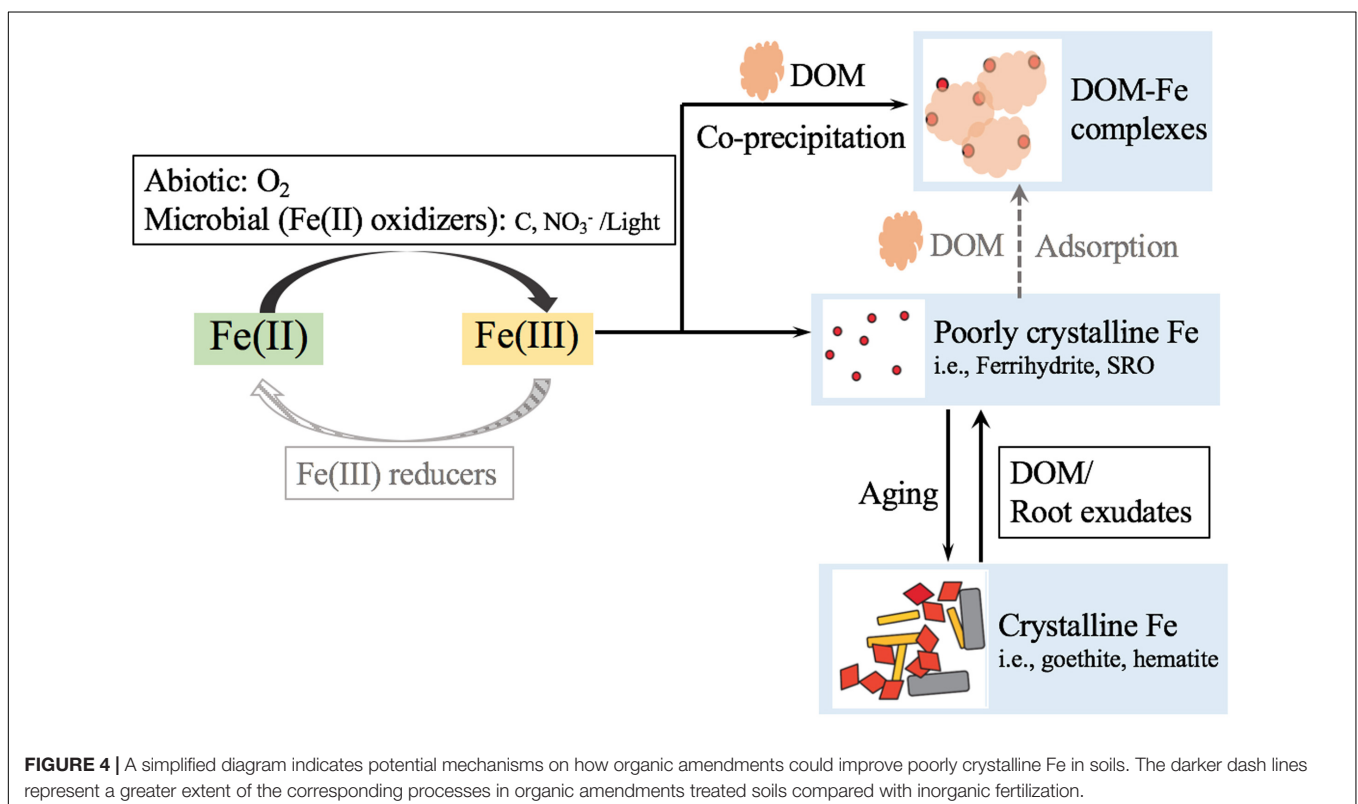 DOM
Co-precipitation
DOM-Fe
complexes
Abiotic: O₂
Microbial (Fe(II) oxidizers): C, NO₃⁻ /Light
DOM
Adsorption
Fe(II)
Fe(III)
Poorly crystalline Fe
i.e., Ferrihydrite, SRO
Fe(III) reducers
Aging
DOM/
Root exudates
Crystalline Fe
i.e., goethite, hematite
FIGURE 4 | A simplified diagram indicates potential mechanisms on how organic amendments could improve poorly crystalline Fe in soils. The darker dash lines
represent a greater extent of the corresponding processes in organic amendments treated soils compared with inorganic fertilization.